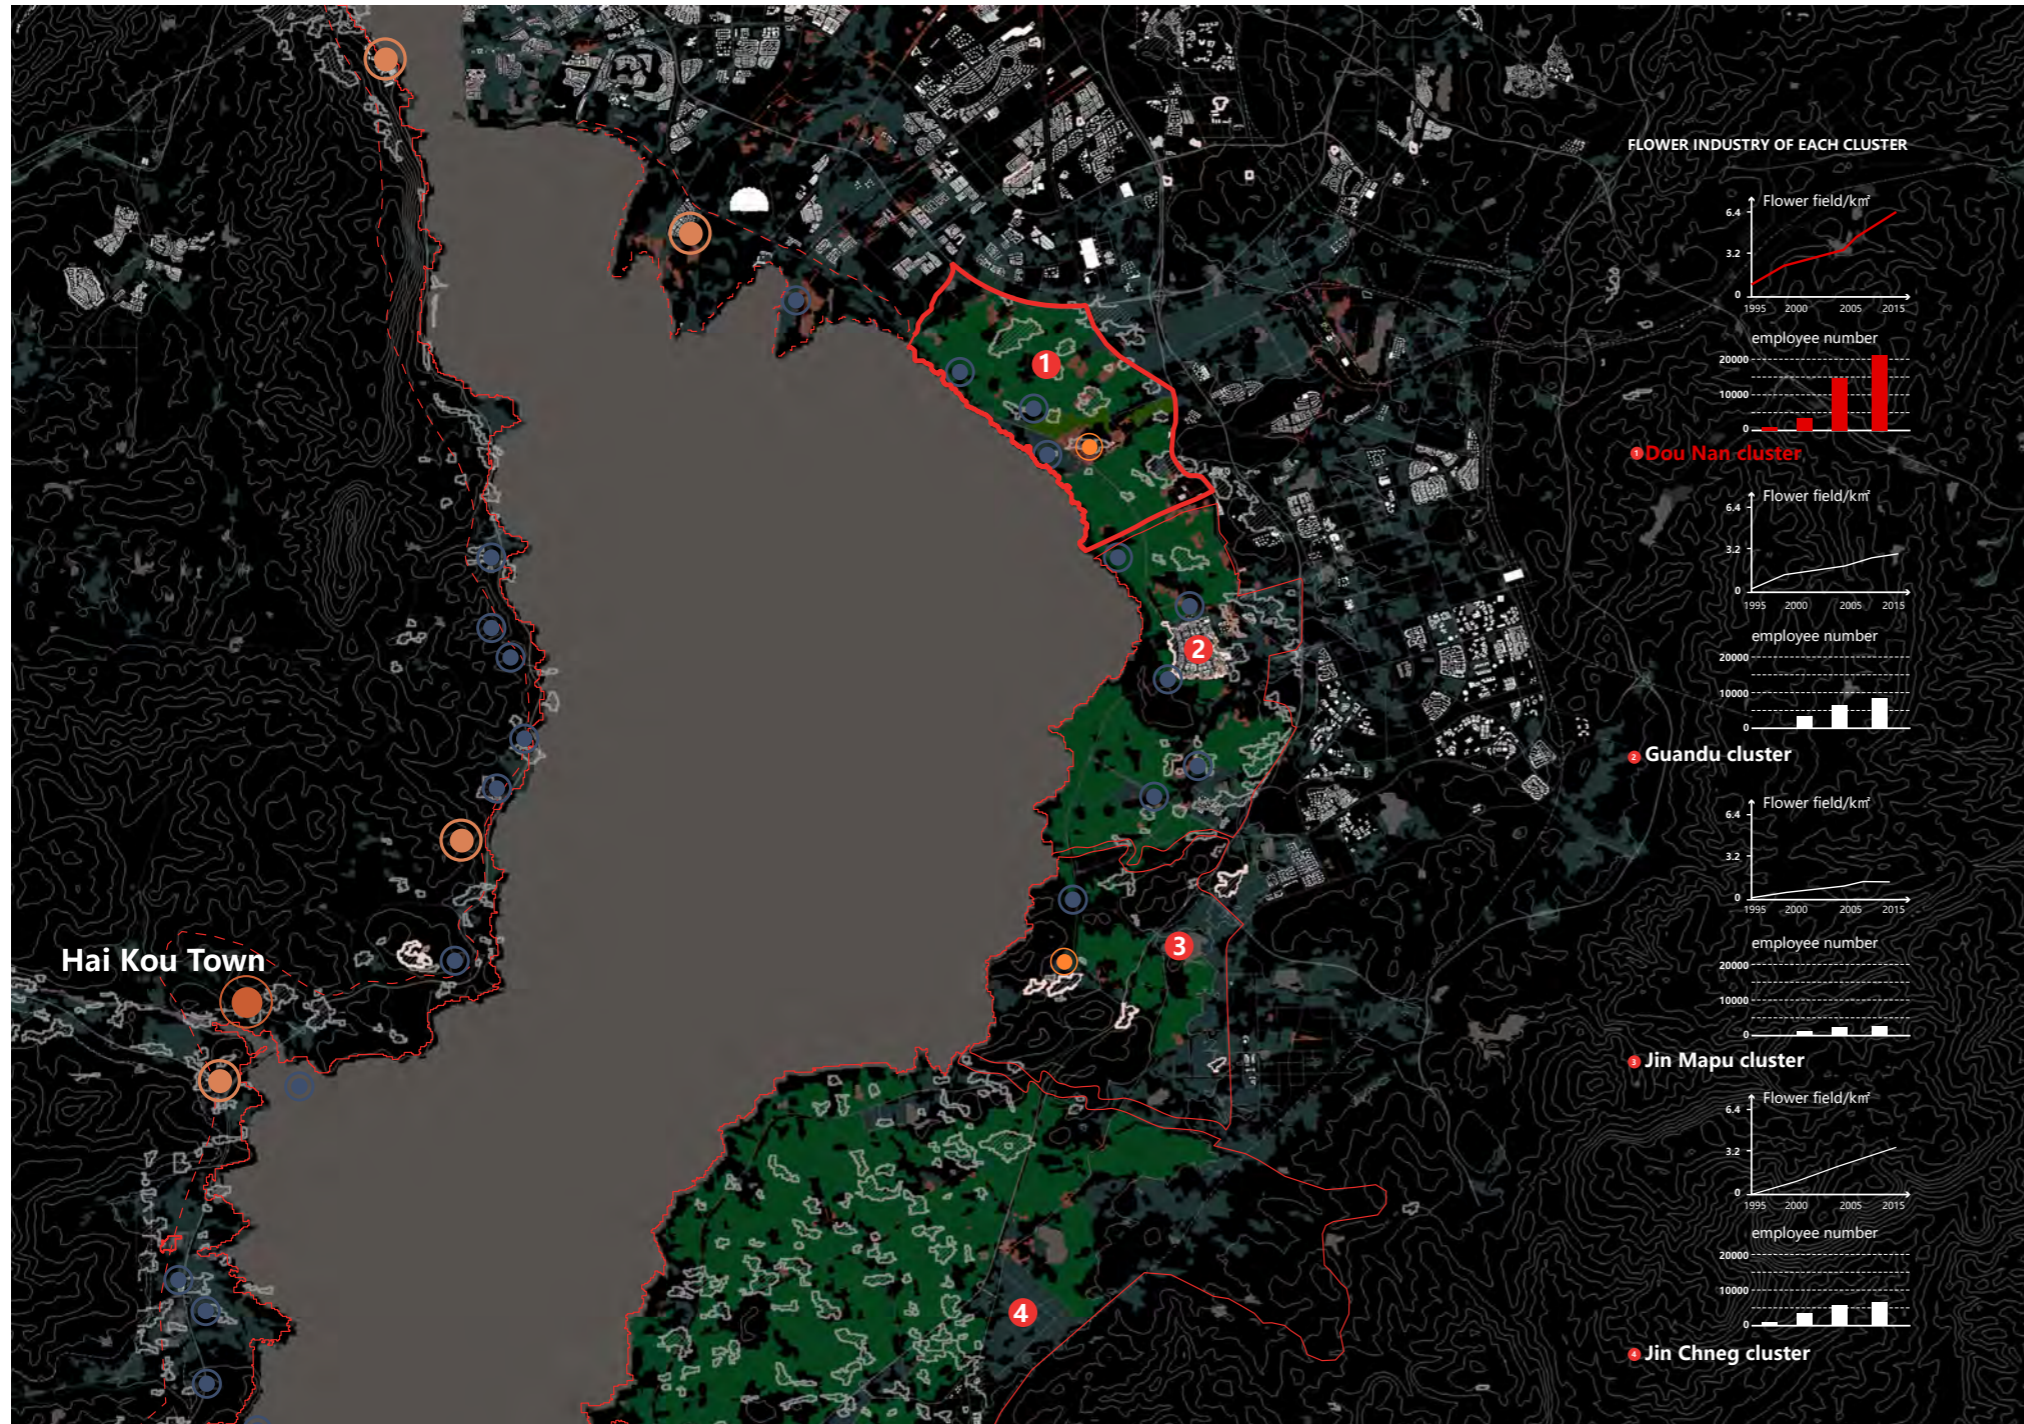 FLOWER INDUSTRY OF EACH CLUSTER
Flower field/k㎡
6.4
3.2
0
1995 2000 2005 2015
employee number
20000
10000
0
1 Dou Nan cluster
Flower field/k㎡
6.4
3.2
0
1995 2000 2005 2015
employee number
20000
10000
0
2 Guandu cluster
Flower field/k㎡
6.4
3.2
0
1995 2000 2005 2015
employee number
20000
10000
0
3 Jin Mapu cluster
Flower field/k㎡
6.4
3.2
0
1995 2000 2005 2015
employee number
20000
10000
0
4 Jin Chneg cluster
1
2
3
4
Hai Kou Town